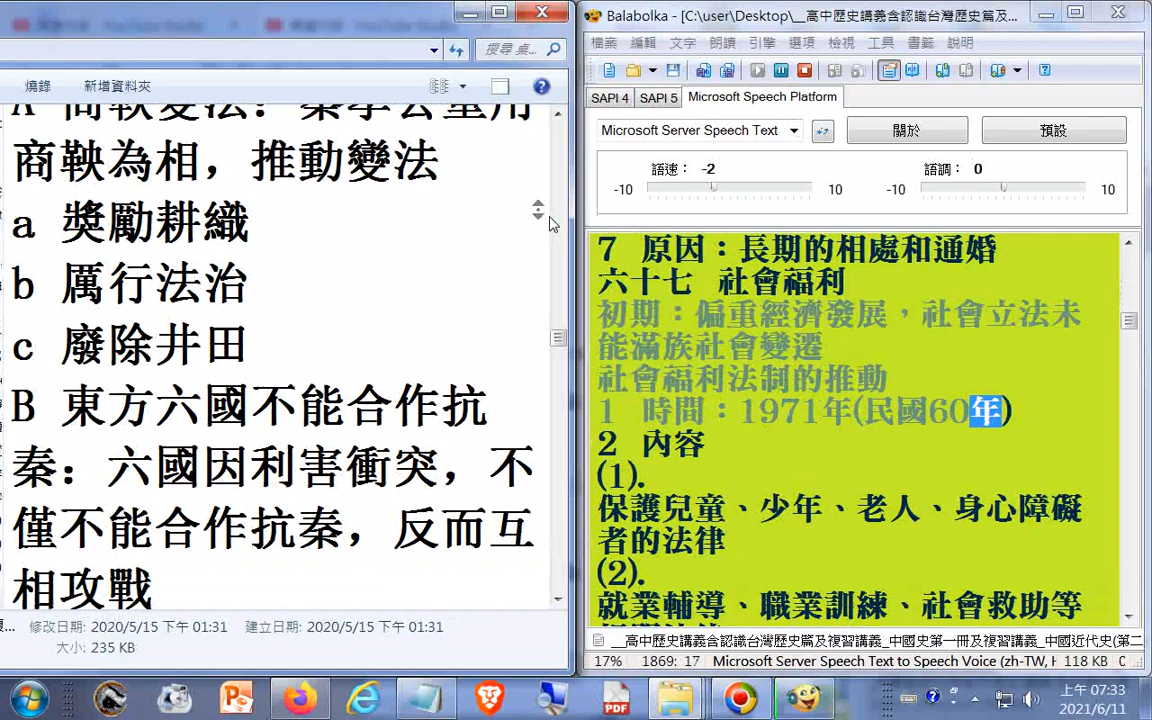 搜尋桌...
燒錄
新增資料夾
A 商鞅變法：秦孝公重用
商鞅為相，推動變法
a 獎勵耕織
b 厲行法治
c 廢除井田
B 東方六國不能合作抗
秦：六國因利害衝突，不
僅不能合作抗秦，反而互
相攻戰
修改日期: 2020/5/15 下午 01:31
建立日期: 2020/5/15 下午 01:31
大小: 235 KB
Balabolka - [C:\user\Desktop\__高中歷史講義含認識台灣歷史篇及...
檔案 編輯 文字 朗讀 引擎 選項 檢視 工具 書籤 說明
SAPI 4 SAPI 5 Microsoft Speech Platform
Microsoft Server Speech Text
關於
預設
語速： -2
語調： 0
-10 10 -10 10
7 原因：長期的相處和通婚
六十七 社會福利
初期：偏重經濟發展，社會立法未
能滿族社會變遷
社會福利法制的推動
1 時間：1971年(民國60年)
2 內容
(1).
保護兒童、少年、老人、身心障礙
者的法律
(2).
就業輔導、職業訓練、社會救助等
__高中歷史講義含認識台灣歷史篇及複習講義_中國史第一冊及複習講義_中國近代史(第二
17% 1869: 17 Microsoft Server Speech Text to Speech Voice (zh-TW, H 118 KB
PDF
上午 07:33
2021/6/11